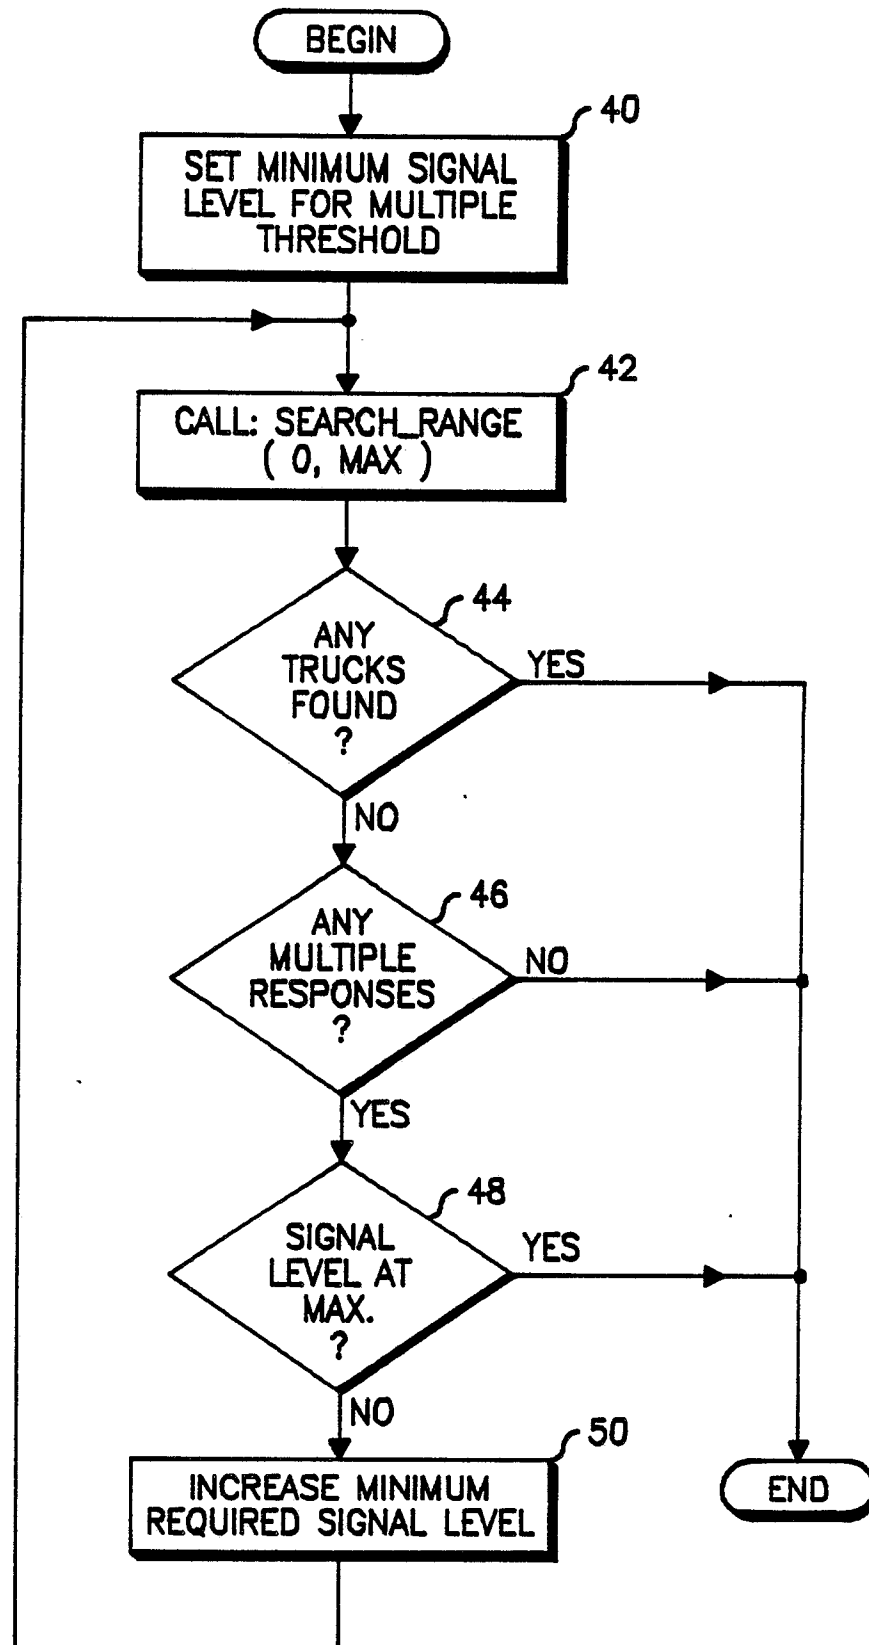 BEGIN
40
SET MINIMUM SIGNAL
LEVEL FOR MULTIPLE
THRESHOLD
42
CALL: SEARCH_RANGE
( 0, MAX )
44
ANY
TRUCKS
FOUND
?
YES
NO
46
ANY
MULTIPLE
RESPONSES
?
NO
YES
48
SIGNAL
LEVEL AT
MAX.
?
YES
NO
50
INCREASE MINIMUM
REQUIRED SIGNAL LEVEL
END